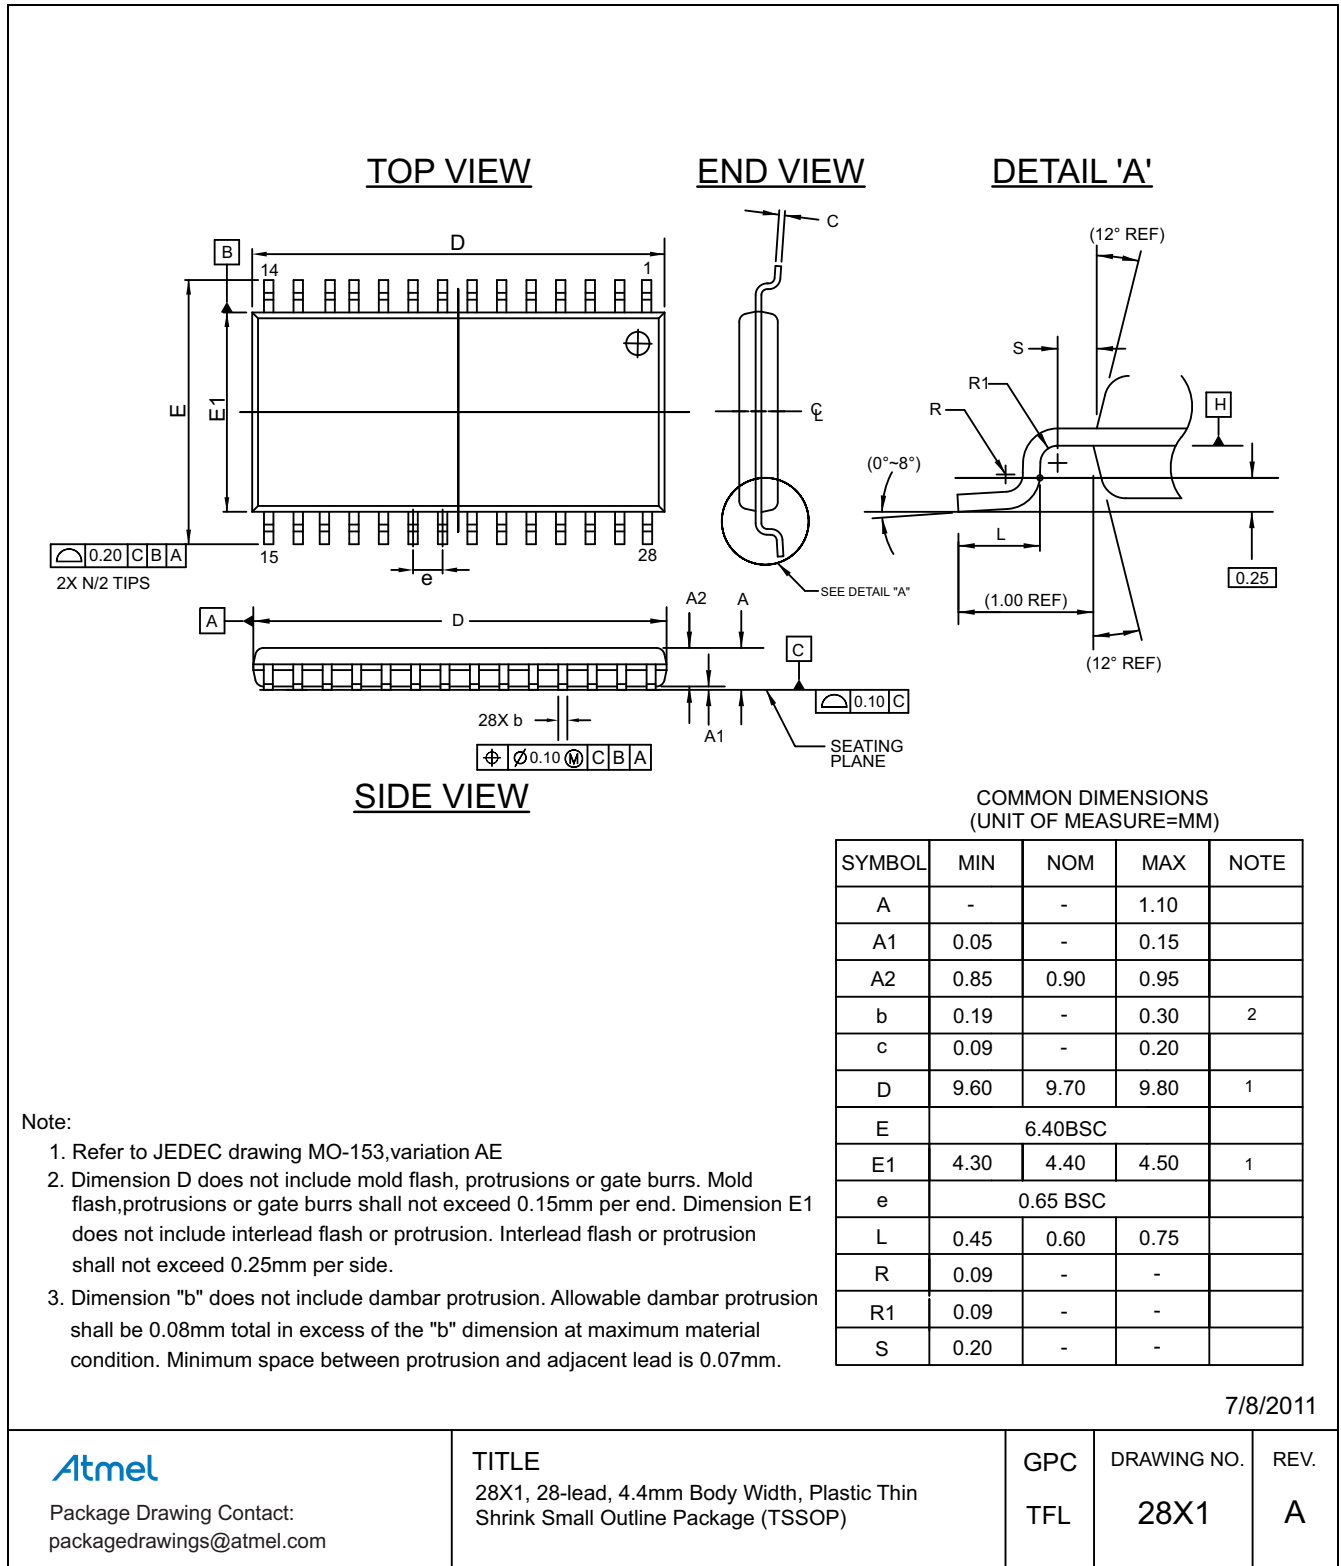 TOP VIEW
END VIEW
DETAIL 'A'
B
D
14
1
E
E1
15
28
e
⌓ 0.20 C B A
2X N/2 TIPS
C
℄
SEE DETAIL "A"
(12° REF)
S
R1
R
H
(0°~8°)
L
(1.00 REF)
0.25
(12° REF)
A
D
A2
A
C
⌓ 0.10 C
28X b
A1
SEATING
PLANE
⌖ Ø0.10 Ⓜ C B A
SIDE VIEW
COMMON DIMENSIONS
(UNIT OF MEASURE=MM)
SYMBOL MIN NOM MAX NOTE
A - - 1.10
A1 0.05 - 0.15
A2 0.85 0.90 0.95
b 0.19 - 0.30 2
c 0.09 - 0.20
D 9.60 9.70 9.80 1
E 6.40BSC
E1 4.30 4.40 4.50 1
e 0.65 BSC
L 0.45 0.60 0.75
R 0.09 - -
R1 0.09 - -
S 0.20 - -
Note:
1. Refer to JEDEC drawing MO-153,variation AE
2. Dimension D does not include mold flash, protrusions or gate burrs. Mold
flash,protrusions or gate burrs shall not exceed 0.15mm per end. Dimension E1
does not include interlead flash or protrusion. Interlead flash or protrusion
shall not exceed 0.25mm per side.
3. Dimension "b" does not include dambar protrusion. Allowable dambar protrusion
shall be 0.08mm total in excess of the "b" dimension at maximum material
condition. Minimum space between protrusion and adjacent lead is 0.07mm.
7/8/2011
Atmel
Package Drawing Contact:
packagedrawings@atmel.com
TITLE
28X1, 28-lead, 4.4mm Body Width, Plastic Thin
Shrink Small Outline Package (TSSOP)
GPC
TFL
DRAWING NO.
28X1
REV.
A